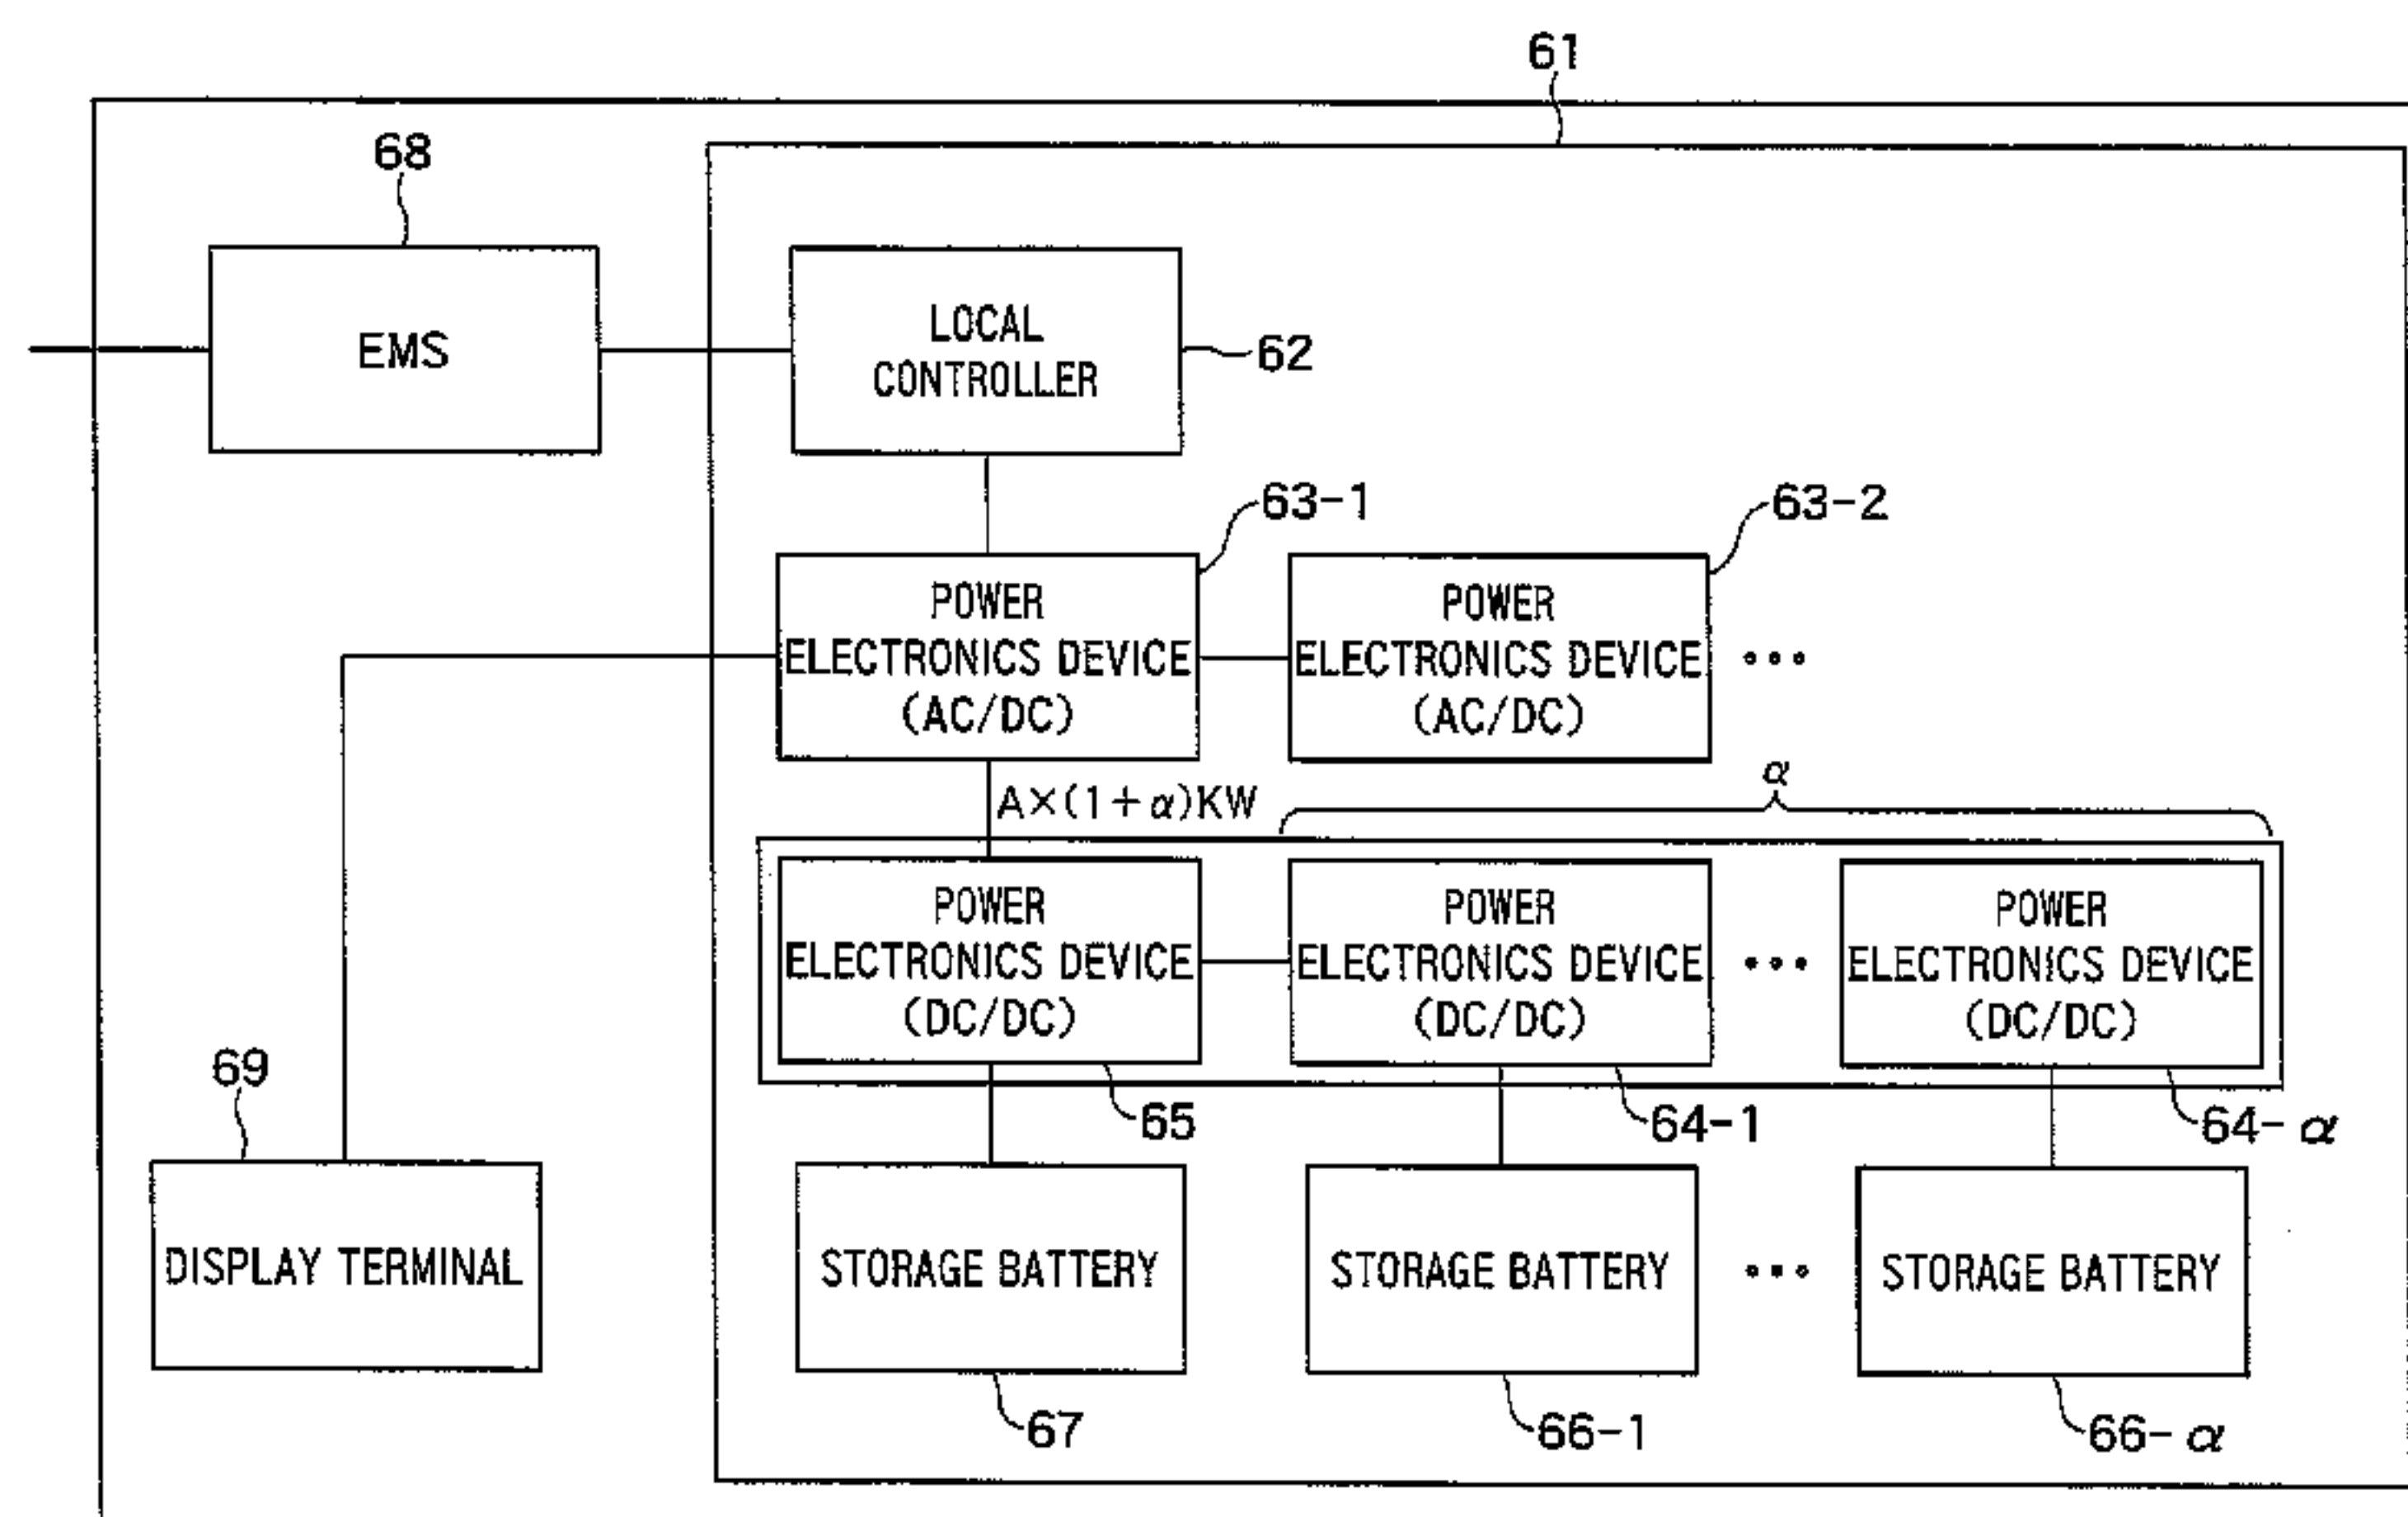 61
68
EMS
LOCAL
CONTROLLER
62
63-1
63-2
POWER
ELECTRONICS DEVICE
(AC/DC)
POWER
ELECTRONICS DEVICE
(AC/DC)
•••
A×(1+α)KW
α
POWER
ELECTRONICS DEVICE
(DC/DC)
POWER
ELECTRONICS DEVICE
(DC/DC)
•••
POWER
ELECTRONICS DEVICE
(DC/DC)
69
65
64-1
64-α
DISPLAY TERMINAL
STORAGE BATTERY
STORAGE BATTERY
•••
STORAGE BATTERY
67
66-1
66-α